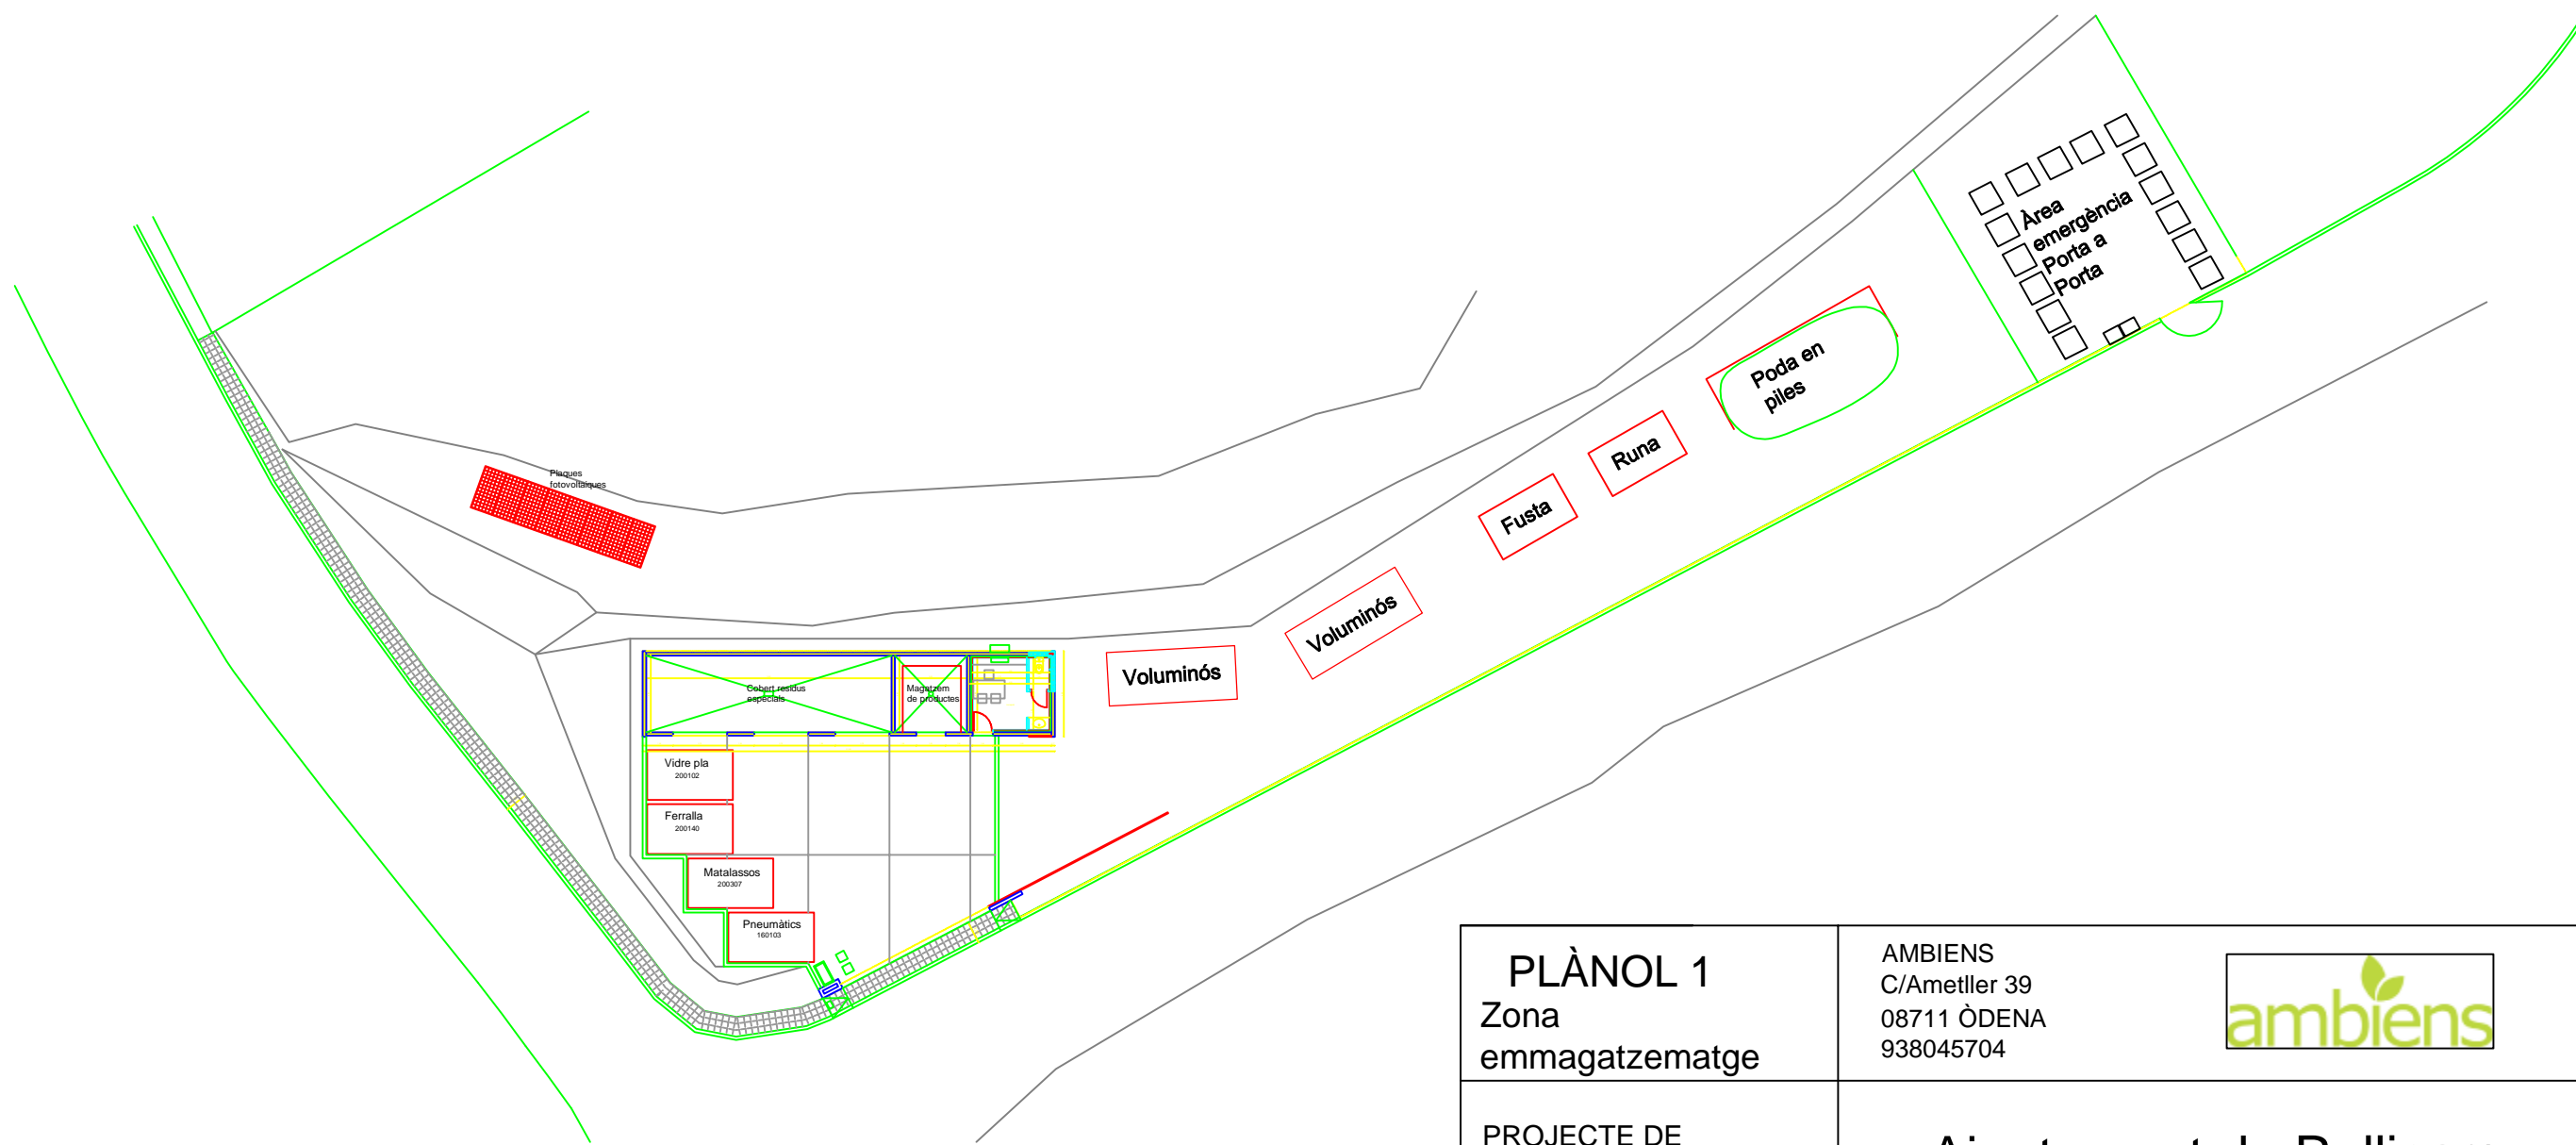 Àrea
emergència
Porta a
Porta
Poda en
piles
Runa
Fusta
Voluminós
Voluminós
Plaques
fotovoltaiques
Cobert residus
especials
Magatzem
de productes
Vidre pla
200102
Ferralla
200140
Matalassos
200307
Pneumàtics
160103
PLÀNOL 1
Zona
emmagatzematge
AMBIENS
C/Ametller 39
08711 ÒDENA
938045704
ambiens
PROJECTE DE